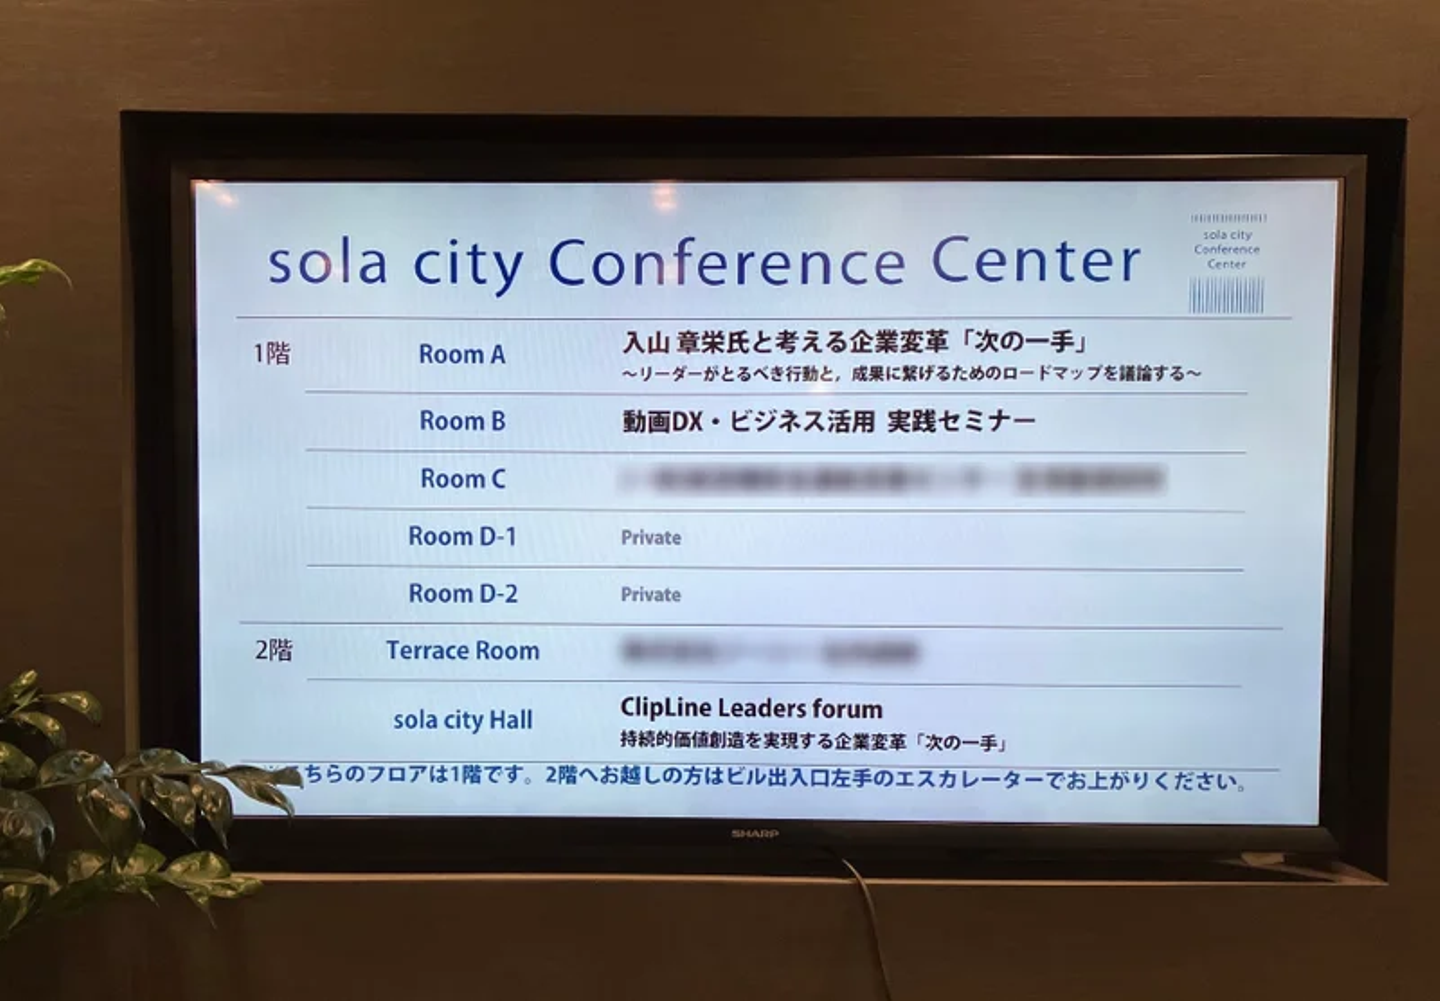 sola city Conference Center
sola city
Conference
Center
1階
Room A
入山 章栄氏と考える企業変革「次の一手」
～リーダーがとるべき行動と，成果に繋げるためのロードマップを議論する～
Room B
動画DX・ビジネス活用 実践セミナー
Room C
Room D-1
Private
Room D-2
Private
2階
Terrace Room
sola city Hall
ClipLine Leaders forum
持続的価値創造を実現する企業変革「次の一手」
ちらのフロアは1階です。2階へお越しの方はビル出入口左手のエスカレーターでお上がりください。
SHARP